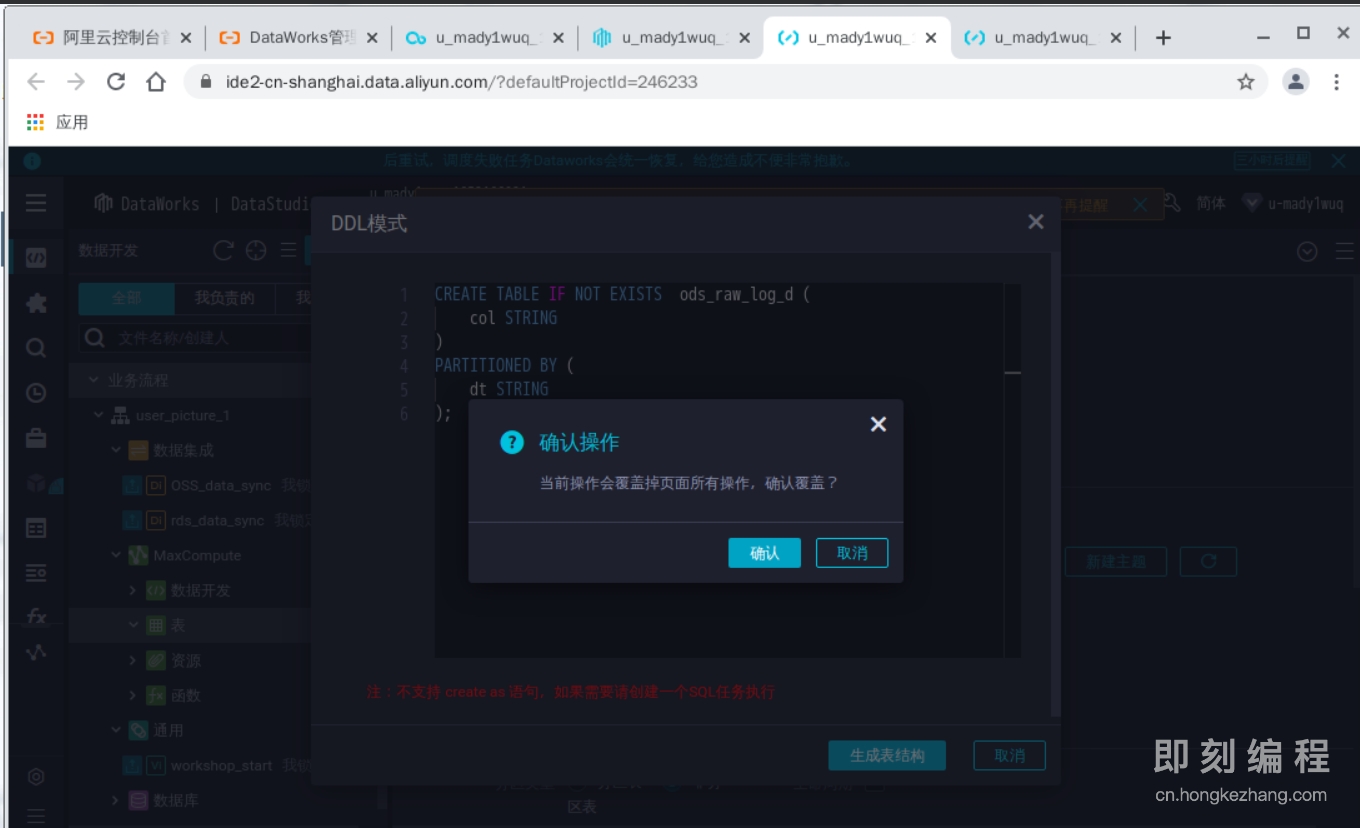 阿里云控制台
DataWorks管理
u_mady1wuq_
u_mady1wuq_
u_mady1wuq_
u_mady1wuq_
ide2-cn-shanghai.data.aliyun.com/?defaultProjectId=246233
应用
后重试，调度失败任务Dataworks会统一恢复，给您造成不便非常抱歉。
三小时后提醒
DataWorks | DataStudi
再提醒
简体
u-mady1wuq
DDL模式
数据开发
全部
我负责的
我
文件名称/创建人
业务流程
user_picture_1
数据集成
Di OSS_data_sync 我锁
Di rds_data_sync 我锁定
MaxCompute
数据开发
表
资源
函数
通用
Vi workshop_start 我锁
数据库
1 CREATE TABLE IF NOT EXISTS ods_raw_log_d (
2 col STRING
3 )
4 PARTITIONED BY (
5 dt STRING
6 );
确认操作
当前操作会覆盖掉页面所有操作，确认覆盖？
确认
取消
新建主题
注：不支持 create as 语句，如果需要请创建一个SQL任务执行
生成表结构
取消
区表
即刻编程
cn.hongkezhang.com